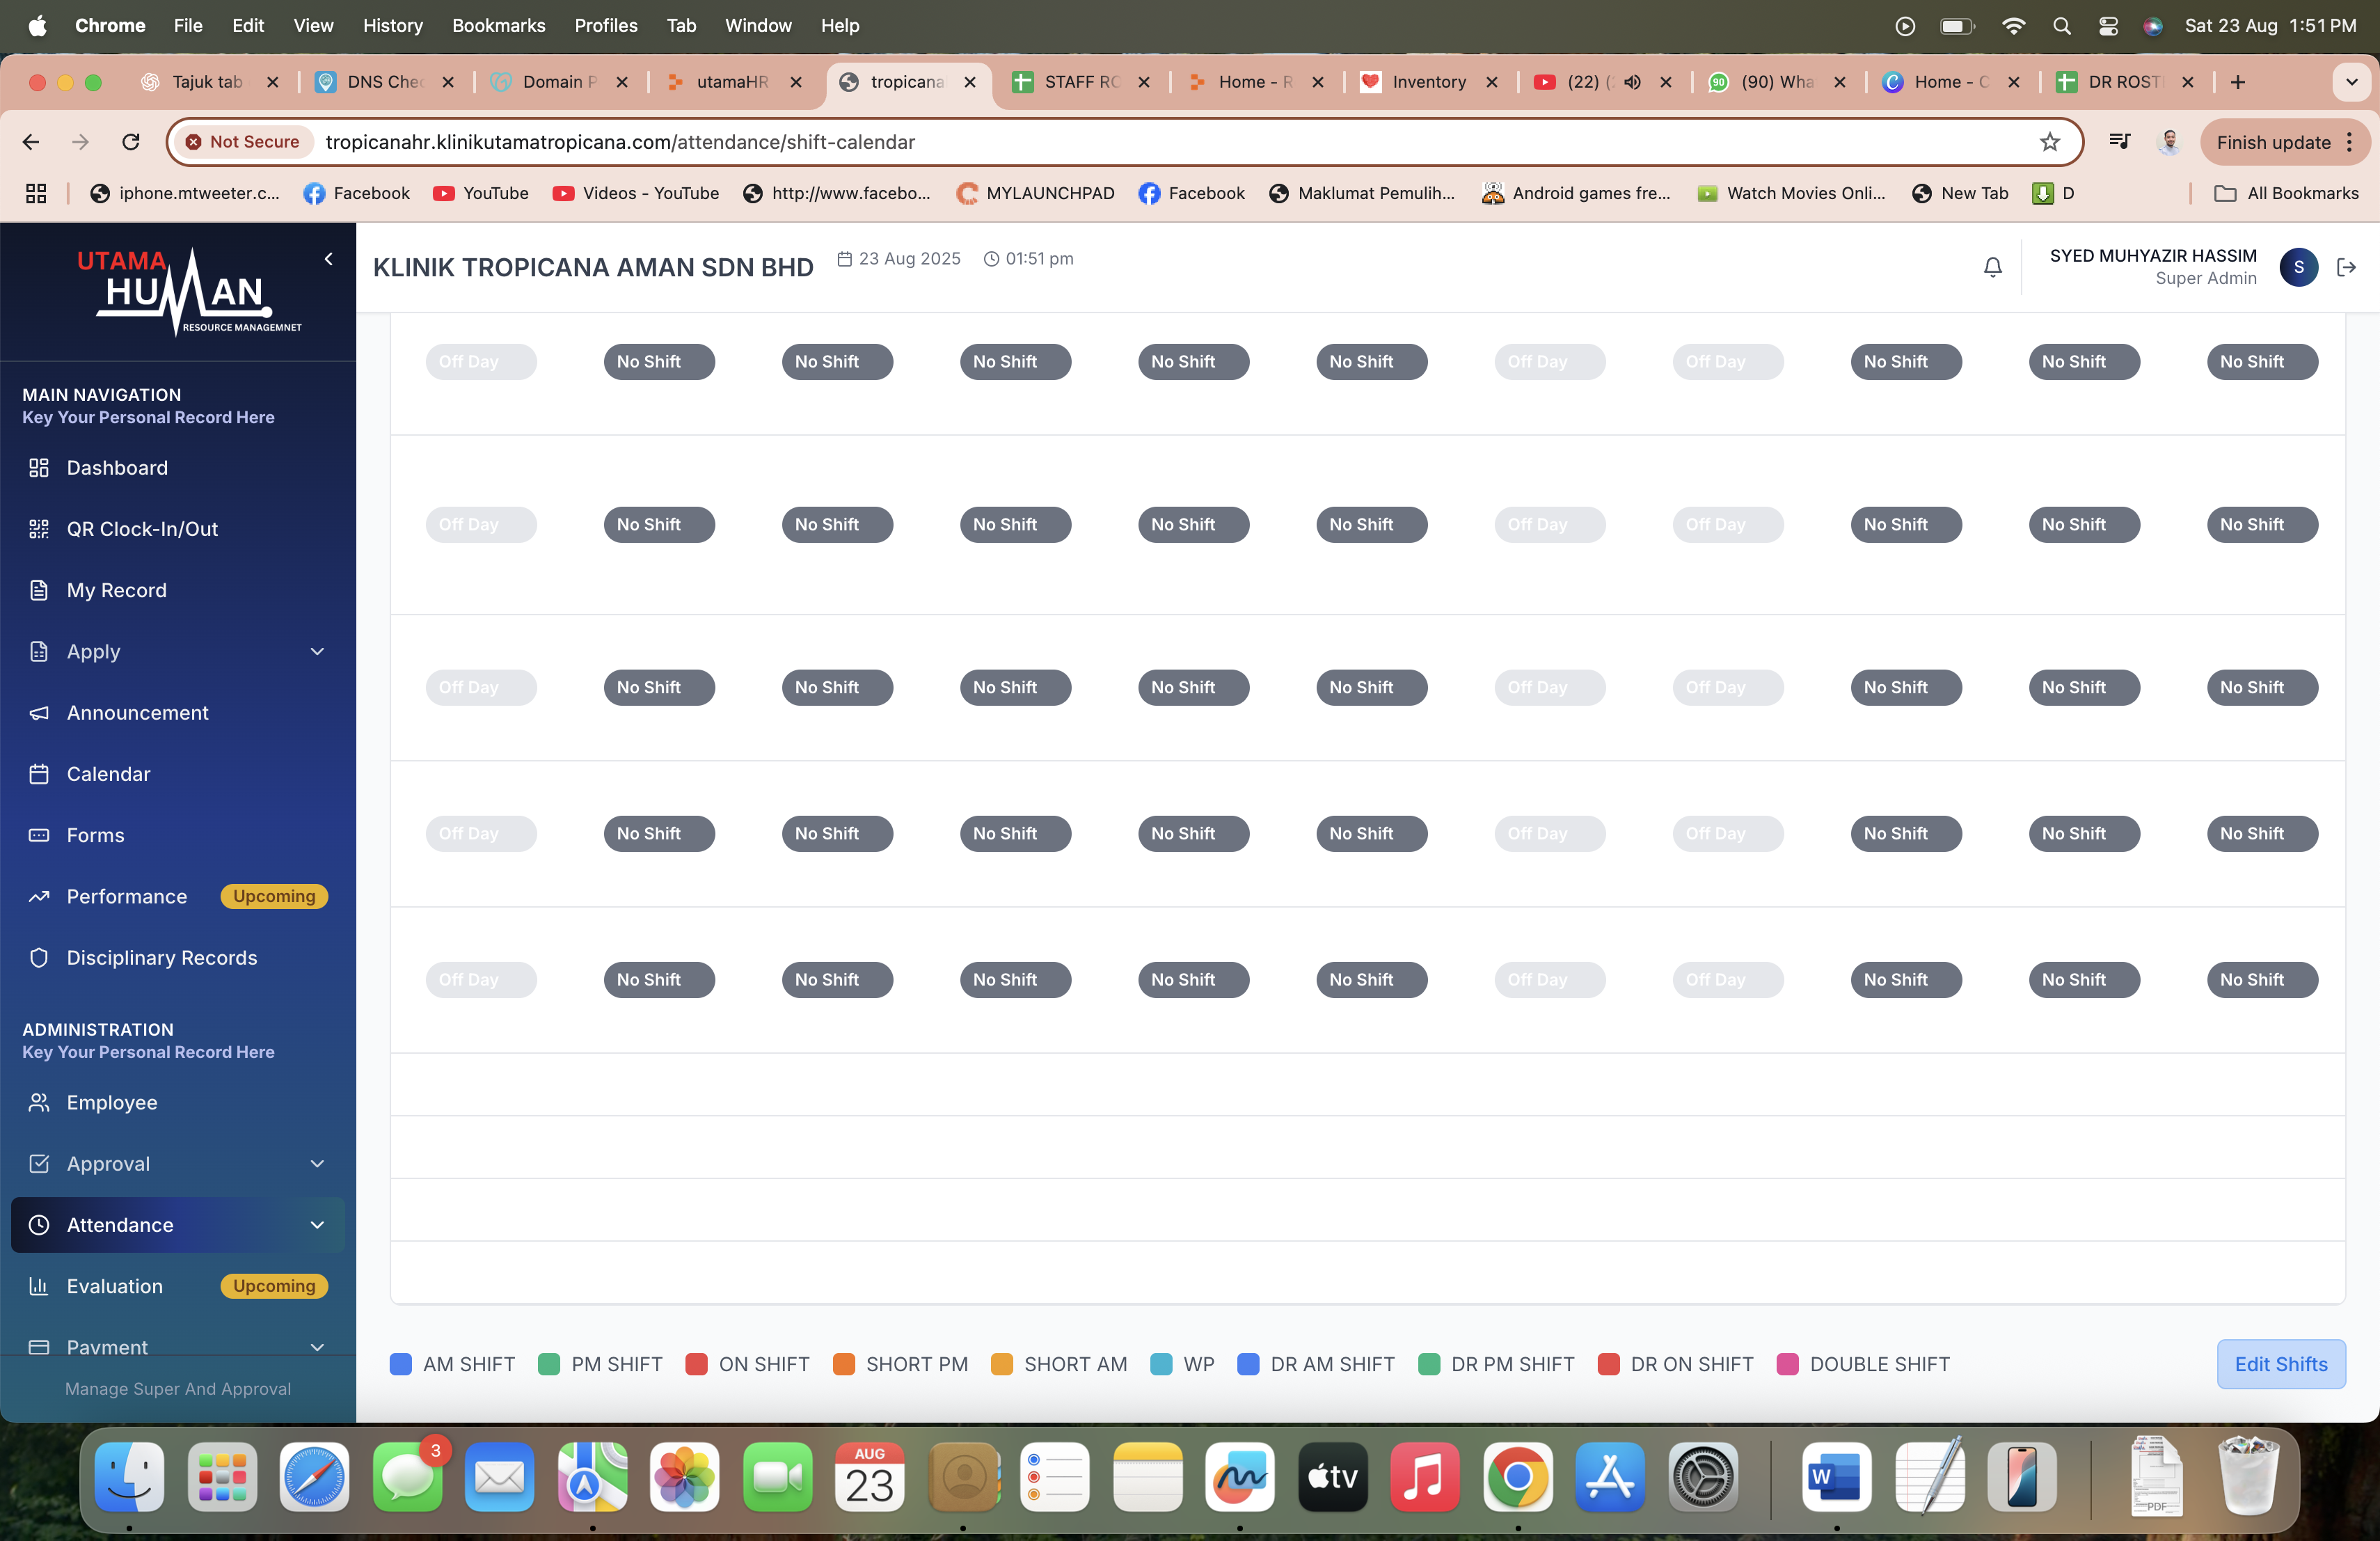 Chrome File Edit View History Bookmarks Profiles Tab Window Help Sat 23 Aug 1:51 PM
Tajuk tab DNS Chec Domain P utamaHR tropicana STAFF RO Home - R Inventory (22) ( (90) Wha Home - C DR ROST
Not Secure tropicanahr.klinikutamatropicana.com/attendance/shift-calendar Finish update
iphone.mtweeter.c... Facebook YouTube Videos - YouTube http://www.facebo... MYLAUNCHPAD Facebook Maklumat Pemulih... Android games fre... Watch Movies Onli... New Tab D All Bookmarks
UTAMA
HUMAN
RESOURCE MANAGEMNET
KLINIK TROPICANA AMAN SDN BHD 23 Aug 2025 01:51 pm
SYED MUHYAZIR HASSIM
Super Admin
S
MAIN NAVIGATION
Key Your Personal Record Here
Dashboard
QR Clock-In/Out
My Record
Apply
Announcement
Calendar
Forms
Performance Upcoming
Disciplinary Records
ADMINISTRATION
Key Your Personal Record Here
Employee
Approval
Attendance
Evaluation Upcoming
Payment
Manage Super And Approval
Off Day No Shift No Shift No Shift No Shift No Shift Off Day Off Day No Shift No Shift No Shift
Off Day No Shift No Shift No Shift No Shift No Shift Off Day Off Day No Shift No Shift No Shift
Off Day No Shift No Shift No Shift No Shift No Shift Off Day Off Day No Shift No Shift No Shift
Off Day No Shift No Shift No Shift No Shift No Shift Off Day Off Day No Shift No Shift No Shift
Off Day No Shift No Shift No Shift No Shift No Shift Off Day Off Day No Shift No Shift No Shift
AM SHIFT PM SHIFT ON SHIFT SHORT PM SHORT AM WP DR AM SHIFT DR PM SHIFT DR ON SHIFT DOUBLE SHIFT Edit Shifts
3
AUG
23
tv
W
PDF